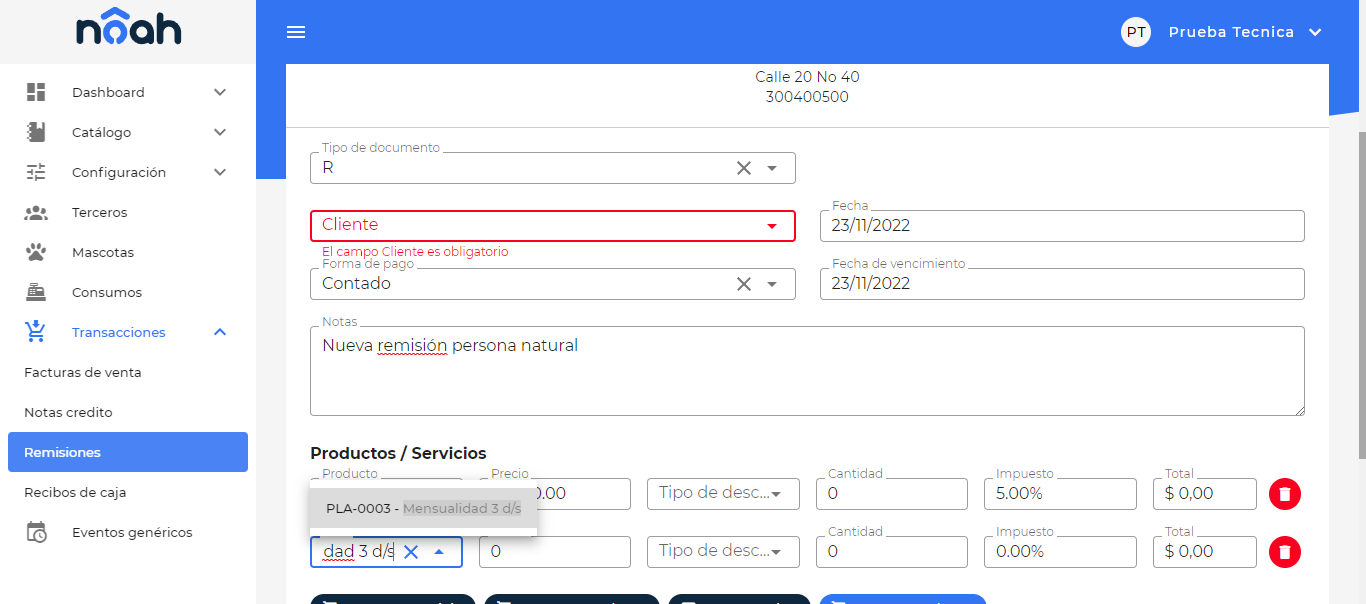 nôah
PT Prueba Tecnica
Dashboard
Catálogo
Configuración
Terceros
Mascotas
Consumos
Transacciones
Facturas de venta
Notas credito
Remisiones
Recibos de caja
Eventos genéricos
Calle 20 No 40
300400500
Tipo de documento
R
Cliente
El campo Cliente es obligatorio
Fecha
23/11/2022
Forma de pago
Contado
Fecha de vencimiento
23/11/2022
Notas
Nueva remisión persona natural
Productos / Servicios
Producto Precio Cantidad Impuesto Total
0.00 Tipo de desc... 0 5.00% $ 0,00
PLA-0003 - Mensualidad 3 d/s
Cantidad Impuesto Total
dad 3 d/s 0 Tipo de desc... 0 0.00% $ 0,00